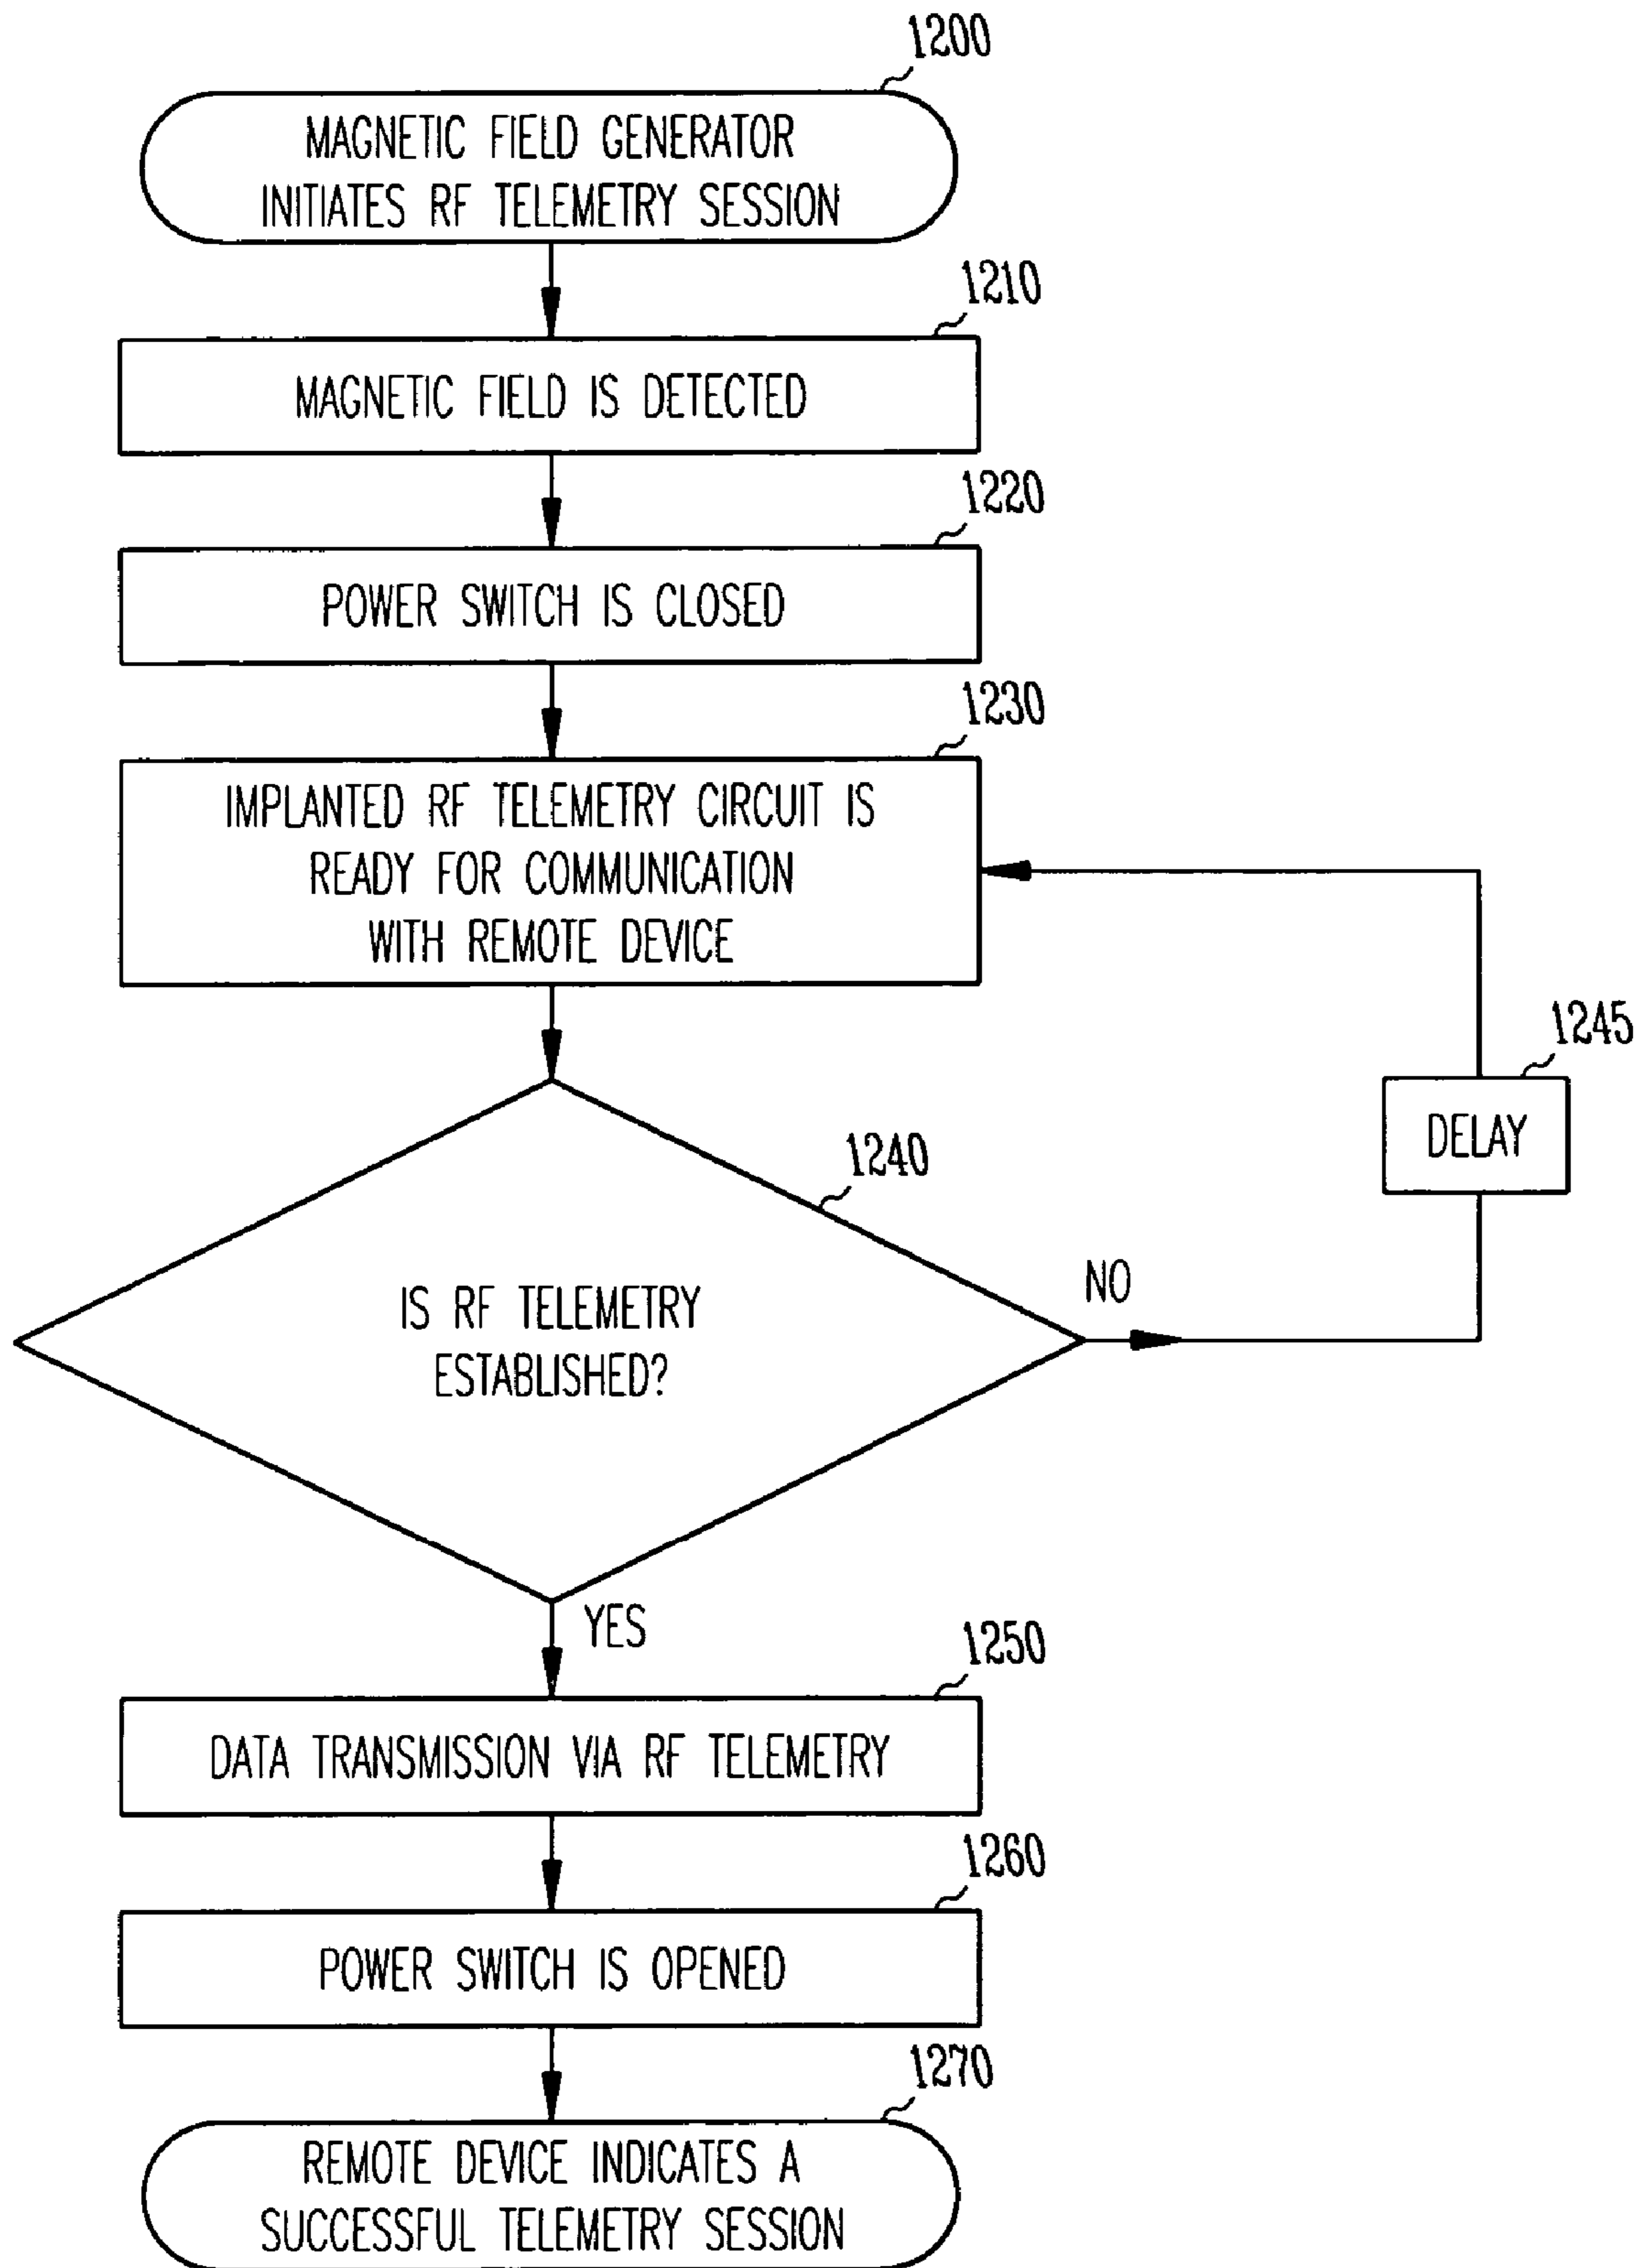 1200
MAGNETIC FIELD GENERATOR
INITIATES RF TELEMETRY SESSION
1210
MAGNETIC FIELD IS DETECTED
1220
POWER SWITCH IS CLOSED
1230
IMPLANTED RF TELEMETRY CIRCUIT IS
READY FOR COMMUNICATION
WITH REMOTE DEVICE
1245
DELAY
1240
IS RF TELEMETRY
ESTABLISHED?
NO
YES
1250
DATA TRANSMISSION VIA RF TELEMETRY
1260
POWER SWITCH IS OPENED
1270
REMOTE DEVICE INDICATES A
SUCCESSFUL TELEMETRY SESSION